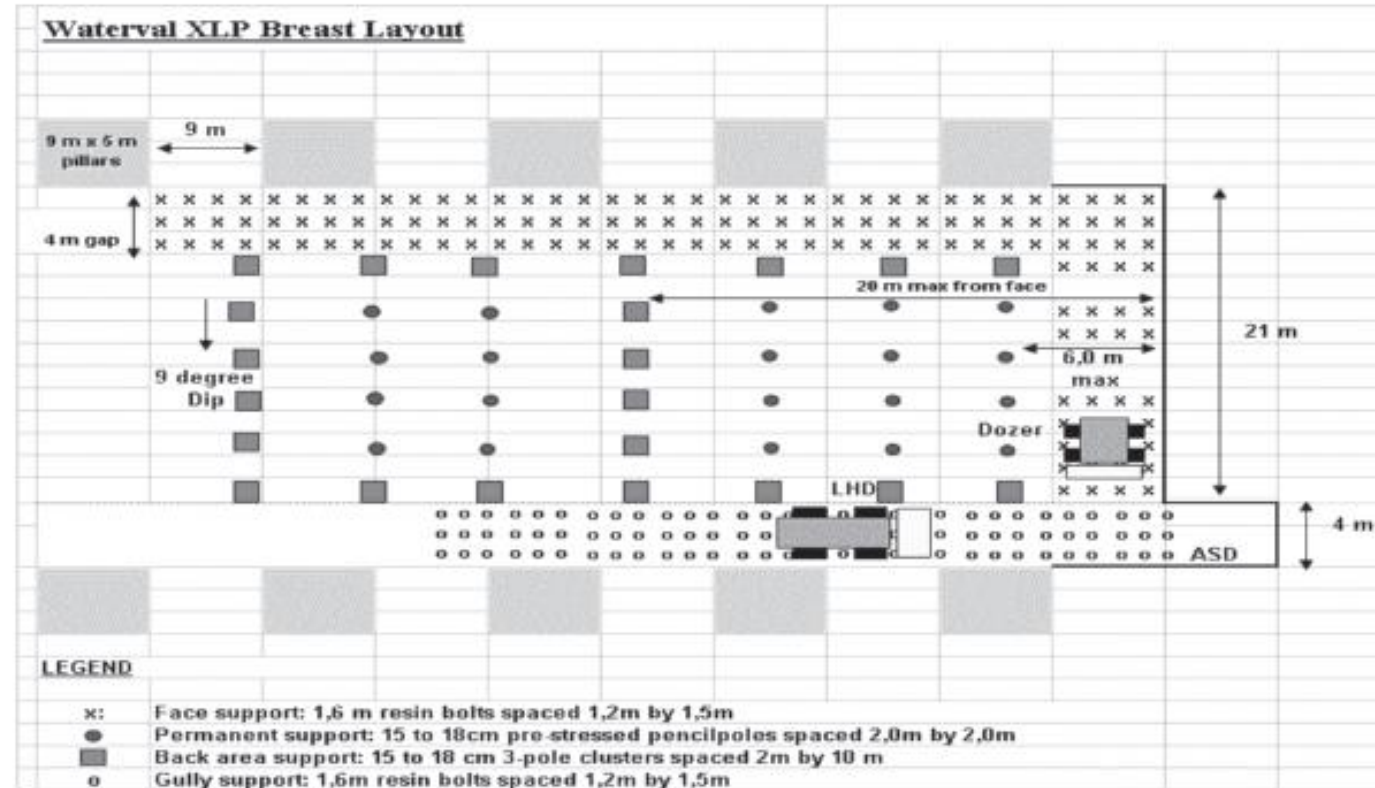 Waterval XLP Breast Layout
9 m x 5 m
pillars
9 m
4 m gap
20 m max from face
21 m
6,0 m
max
9 degree
Dip
Dozer
LHD
4 m
ASD
LEGEND
x: Face support: 1,6 m resin bolts spaced 1,2m by 1,5m
Permanent support: 15 to 18cm pre-stressed pencilpoles spaced 2,0m by 2,0m
Back area support: 15 to 18 cm 3-pole clusters spaced 2m by 10 m
o Gully support: 1,6m resin bolts spaced 1,2m by 1,5m